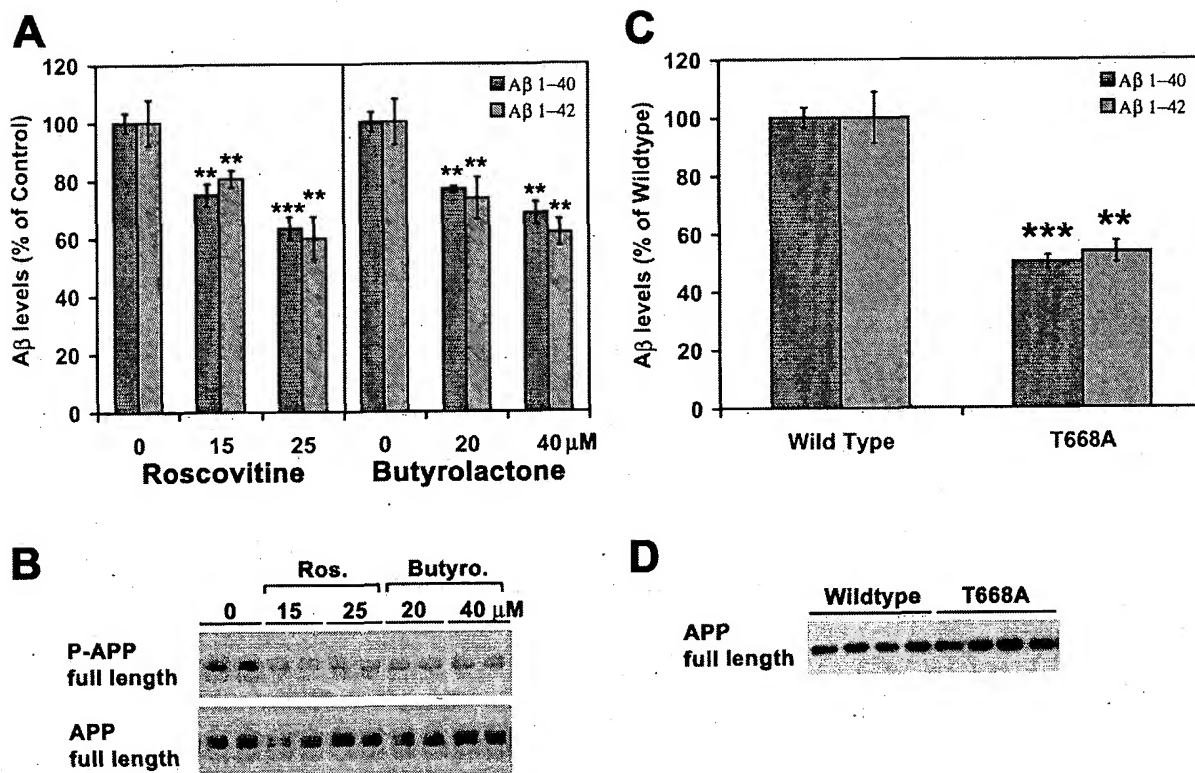 A
Aβ levels (% of Control)
120
100
80
60
40
20
0
Aβ 1–40
Aβ 1–42
** ** *** **
** ** ** **
0 15 25
Roscovitine
0 20 40 μM
Butyrolactone
C
Aβ levels (% of Wildtype)
120
100
80
60
40
20
0
Aβ 1–40
Aβ 1–42
*** **
Wild Type T668A
B
Ros. Butyro.
0 15 25 20 40 μM
P-APP
full length
APP
full length
D
Wildtype T668A
APP
full length